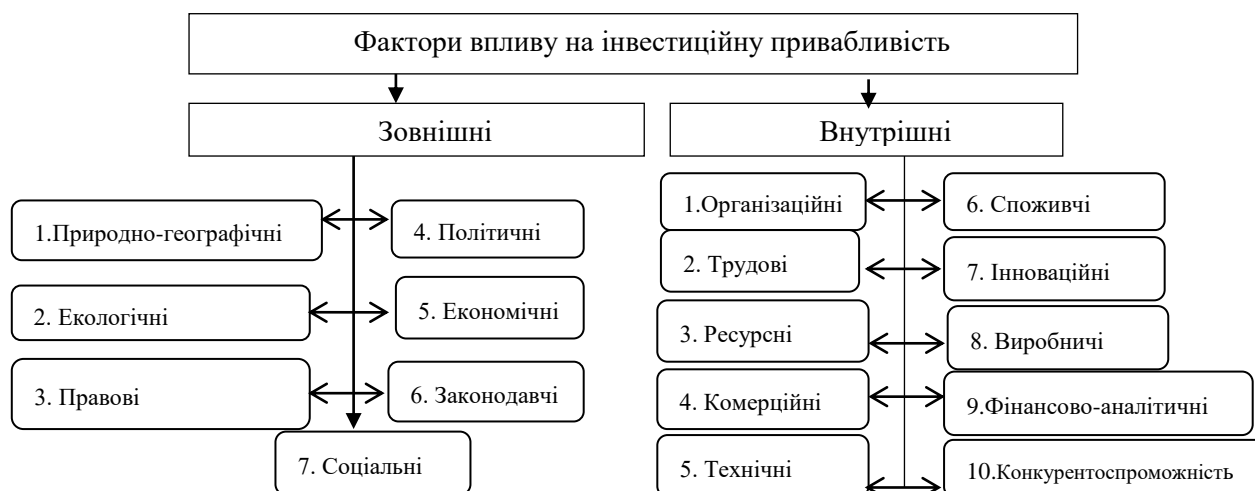 Фактори впливу на інвестиційну привабливість
Зовнішні
Внутрішні
1.Природно-географічні
4. Політичні
2. Екологічні
5. Економічні
3. Правові
6. Законодавчі
7. Соціальні
1.Організаційні
6. Споживчі
2. Трудові
7. Інноваційні
3. Ресурсні
8. Виробничі
4. Комерційні
9.Фінансово-аналітичні
5. Технічні
10.Конкурентоспроможність